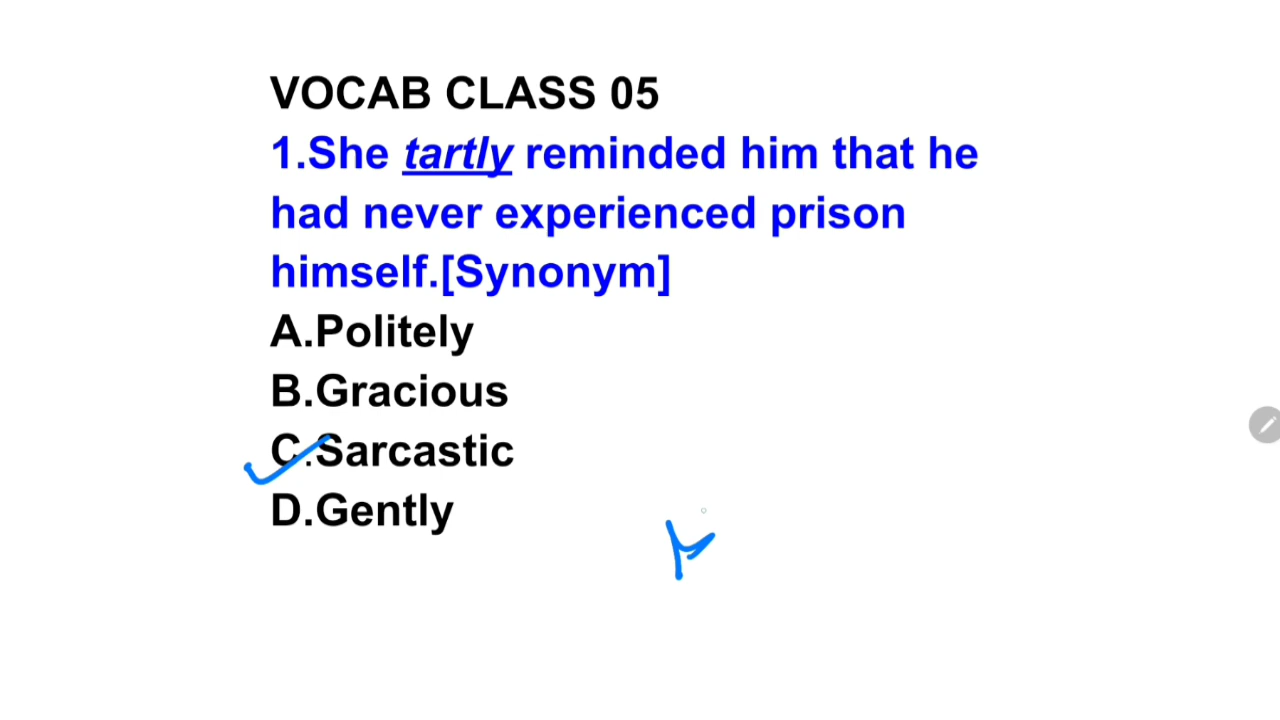 VOCAB CLASS 05
1.She tartly reminded him that he
had never experienced prison
himself.[Synonym]
A.Politely
B.Gracious
C.Sarcastic
D.Gently